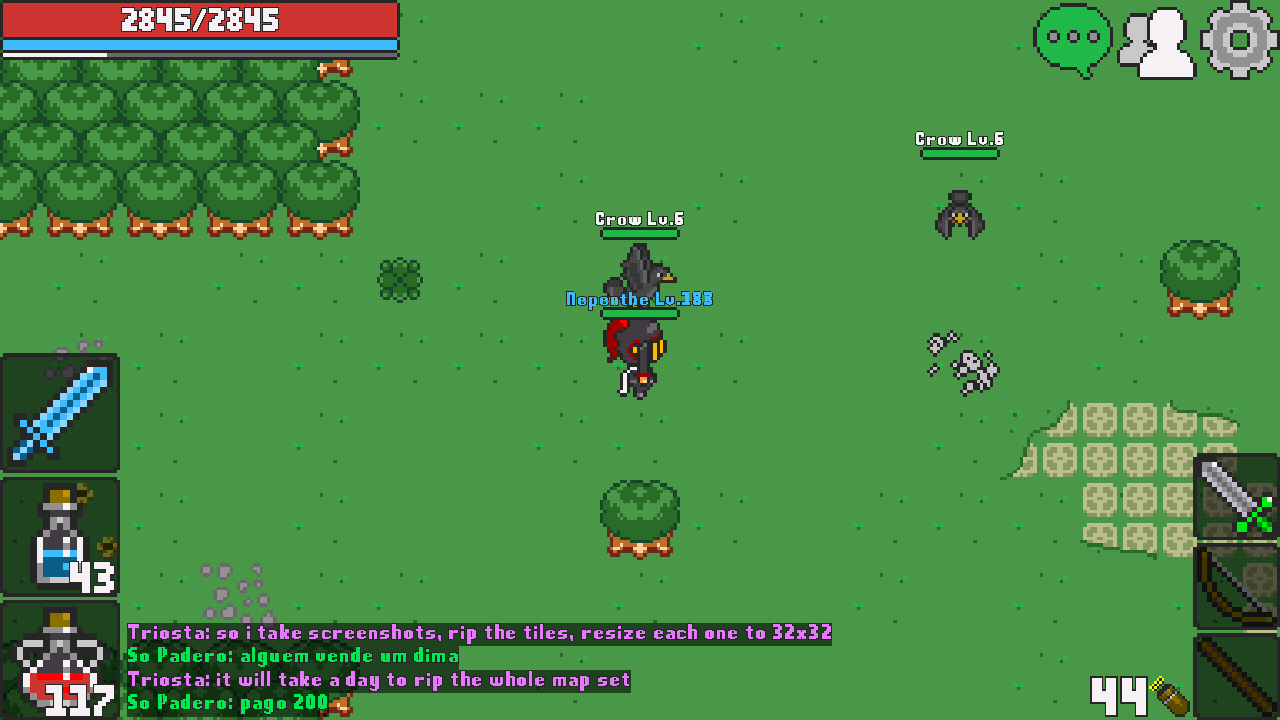 2845/2845
Crow Lv.6
Crow Lv.6
Nepenthe Lv.383
43
117
44
Triosta: so i take screenshots, rip the tiles, resize each one to 32x32
So Padero: alguem vende um dima
Triosta: it will take a day to rip the whole map set
So Padero: pago 200